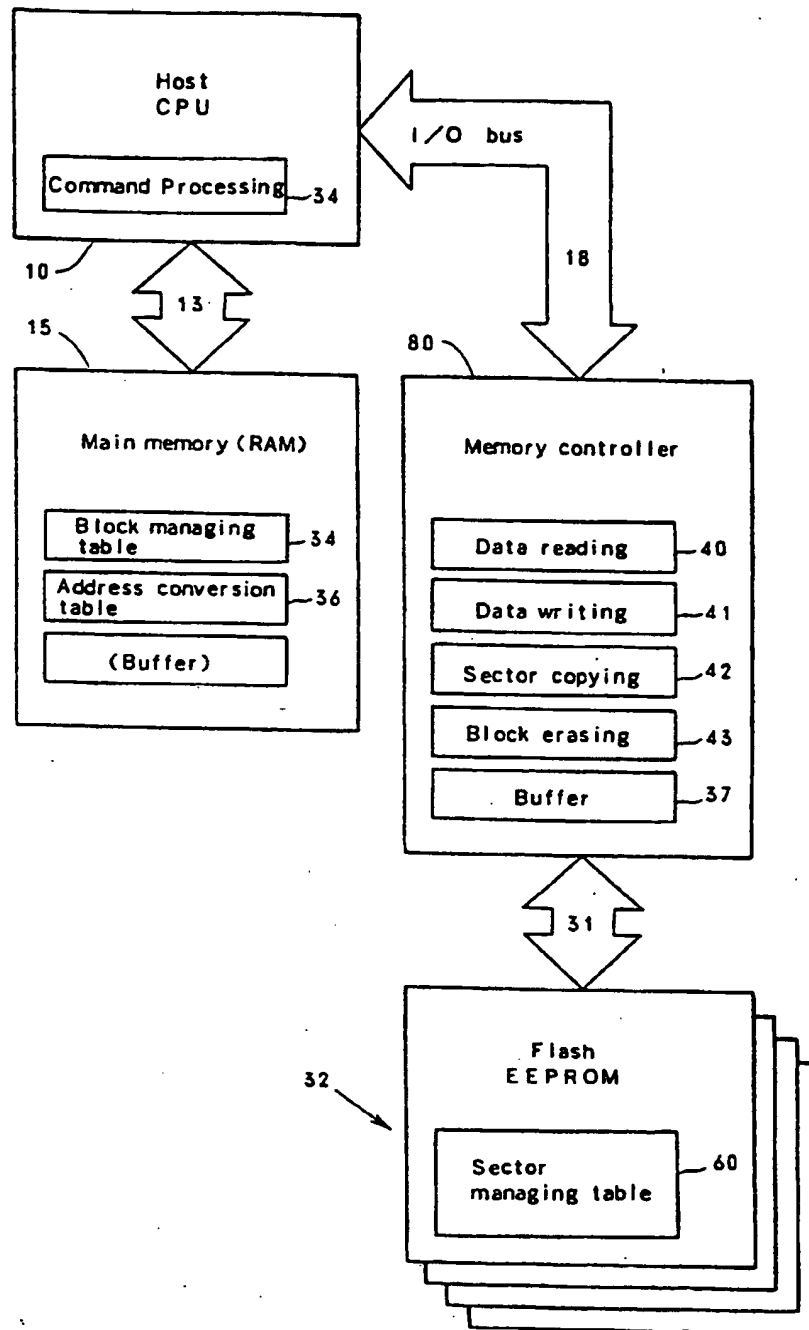 Host
CPU
Command Processing
34
10
13
I/O bus
18
15
Main memory (RAM)
Block managing
table
34
Address conversion
table
36
(Buffer)
80
Memory controller
Data reading
40
Data writing
41
Sector copying
42
Block erasing
43
Buffer
37
31
32
Flash
EEPROM
Sector
managing table
60